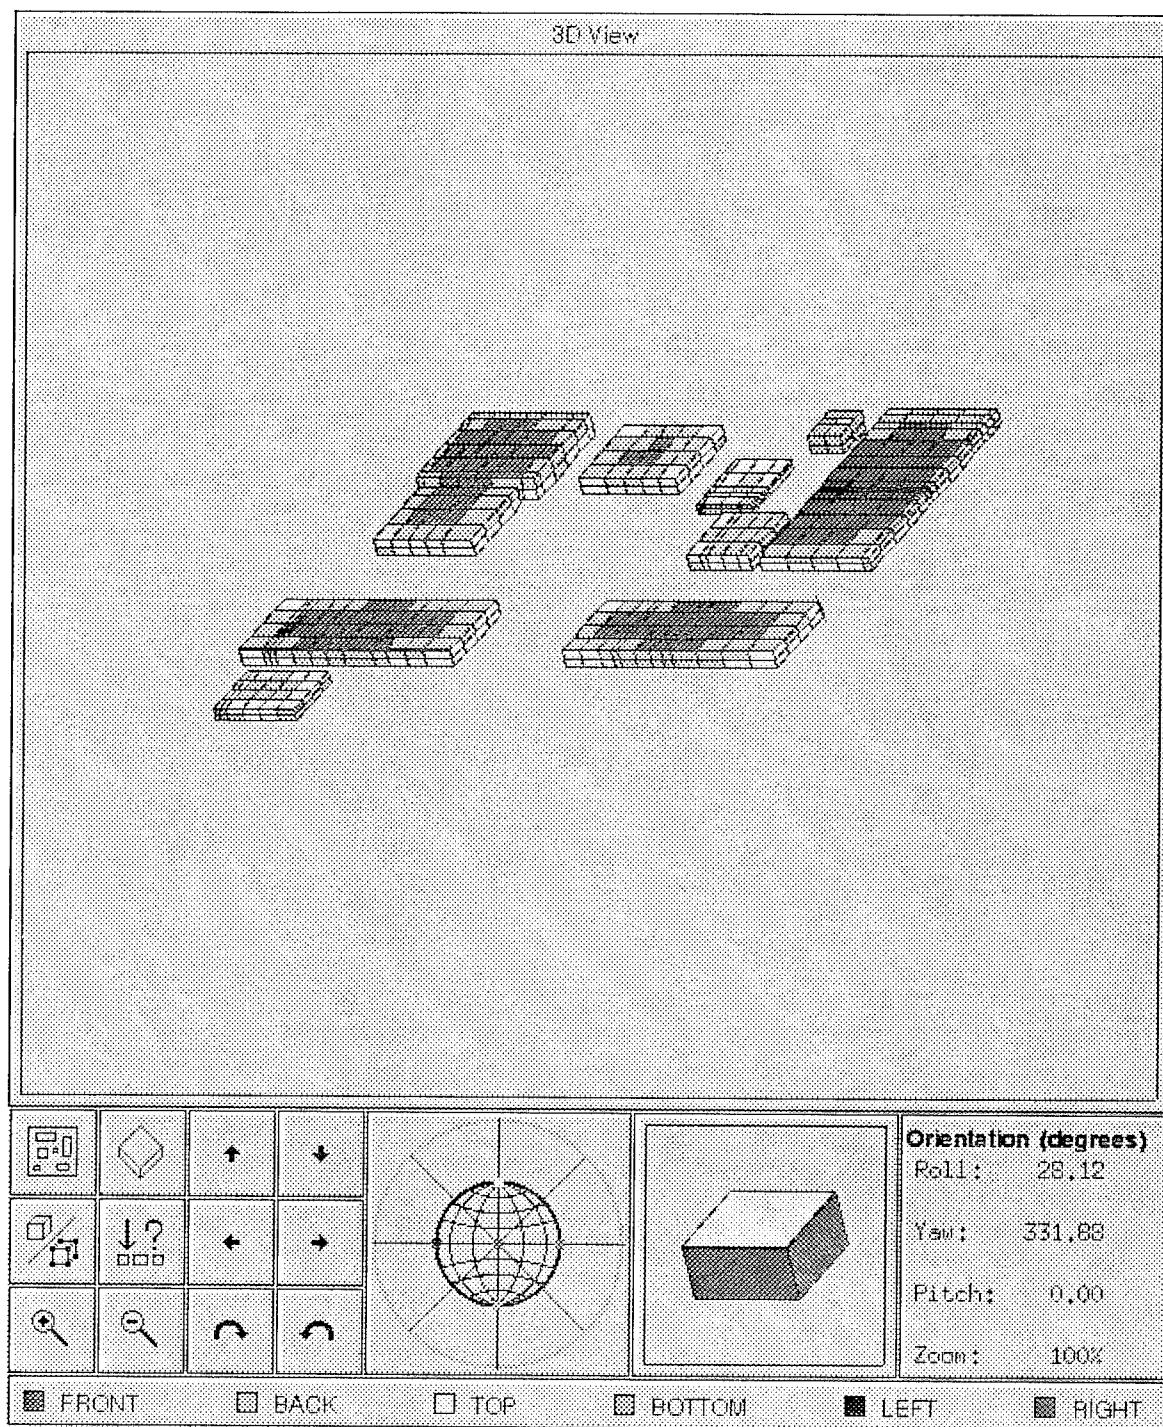 3D View
Orientation (degrees)
Roll: 28.12
Yaw: 331.88
Pitch: 0.00
Zoom: 100%
FRONT BACK TOP BOTTOM LEFT RIGHT